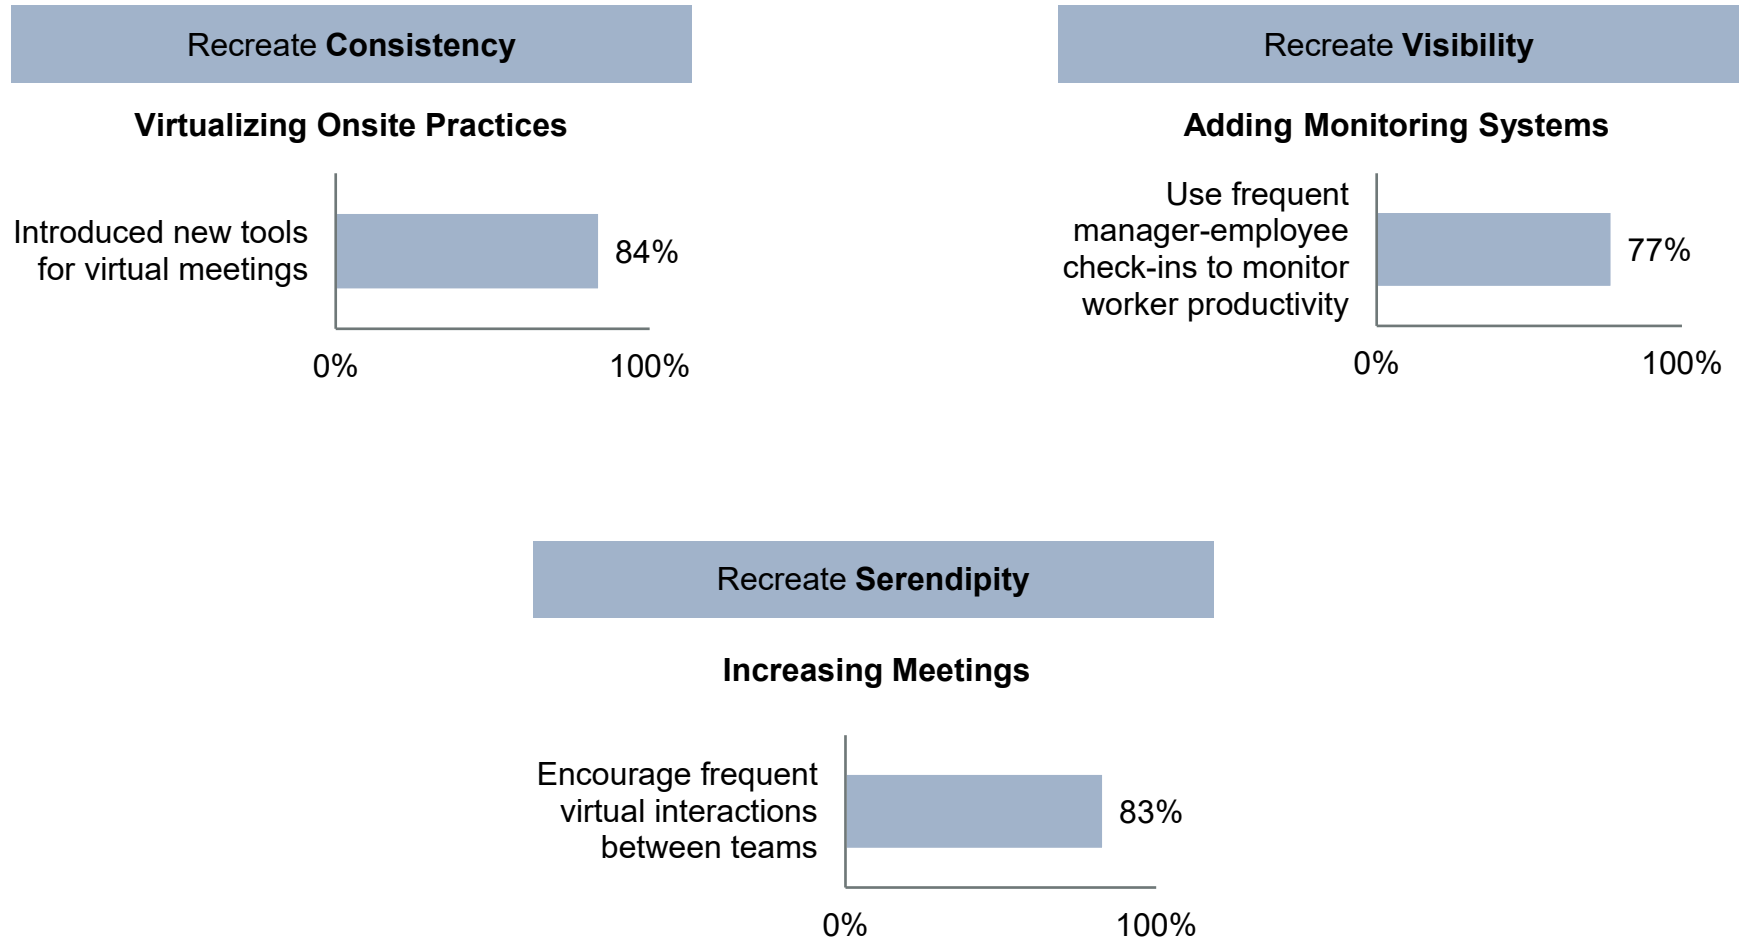 Recreate Consistency
Virtualizing Onsite Practices
Introduced new tools
for virtual meetings
84%
0%
100%
Recreate Visibility
Adding Monitoring Systems
Use frequent
manager-employee
check-ins to monitor
worker productivity
77%
0%
100%
Recreate Serendipity
Increasing Meetings
Encourage frequent
virtual interactions
between teams
83%
0%
100%